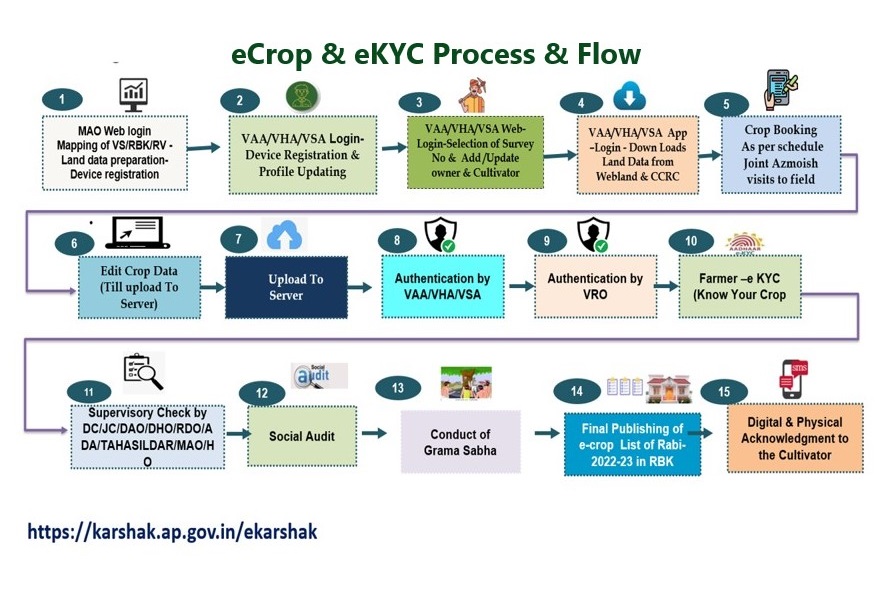 eCrop & eKYC Process & Flow
1
MAO Web login
Mapping of VS/RBK/RV -
Land data preparation-
Device registration
2
VAA/VHA/VSA Login-
Device Registration &
Profile Updating
3
VAA/VHA/VSA Web-
Login-Selection of Survey
No & Add /Update
owner & Cultivator
4
VAA/VHA/VSA App
–Login - Down Loads
Land Data from
Webland & CCRC
5
Crop Booking
As per schedule
Joint Azmoish
visits to field
6
Edit Crop Data
(Till upload To
Server)
7
Upload To
Server
8
Authentication by
VAA/VHA/VSA
9
Authentication by
VRO
10
AADHAAR
e-KYC
Farmer –e KYC
(Know Your Crop
11
Supervisory Check by
DC/JC/DAO/DHO/RDO/A
DA/TAHASILDAR/MAO/H
O
12
Social
audit
Social Audit
13
Conduct of
Grama Sabha
14
Final Publishing of
e-crop List of Rabi-
2022-23 in RBK
15
sms
Digital & Physical
Acknowledgment to
the Cultivator
https://karshak.ap.gov.in/ekarshak